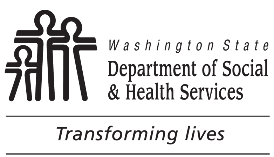 Washington State
Department of Social
& Health Services
Transforming lives